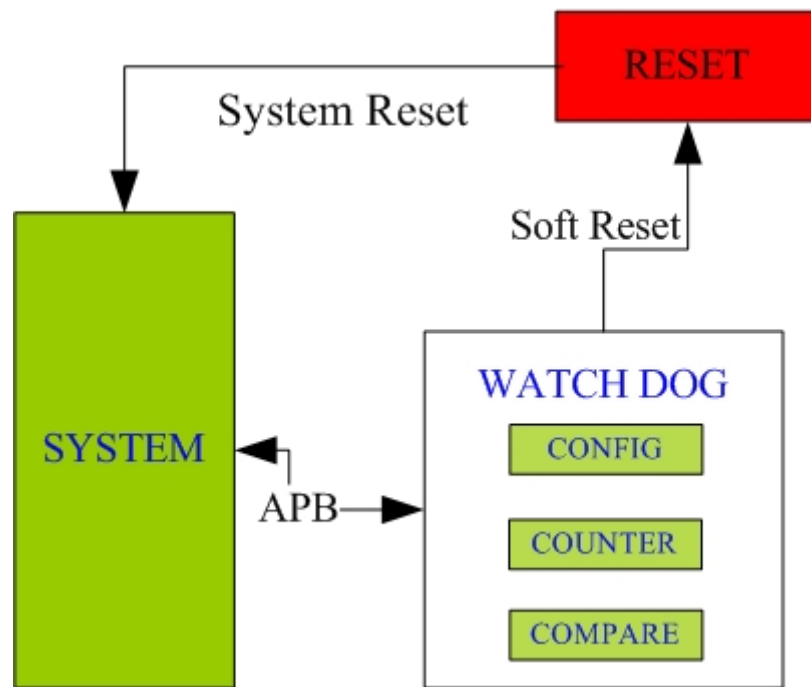 RESET
System Reset
Soft Reset
WATCH DOG
SYSTEM
CONFIG
APB
COUNTER
COMPARE